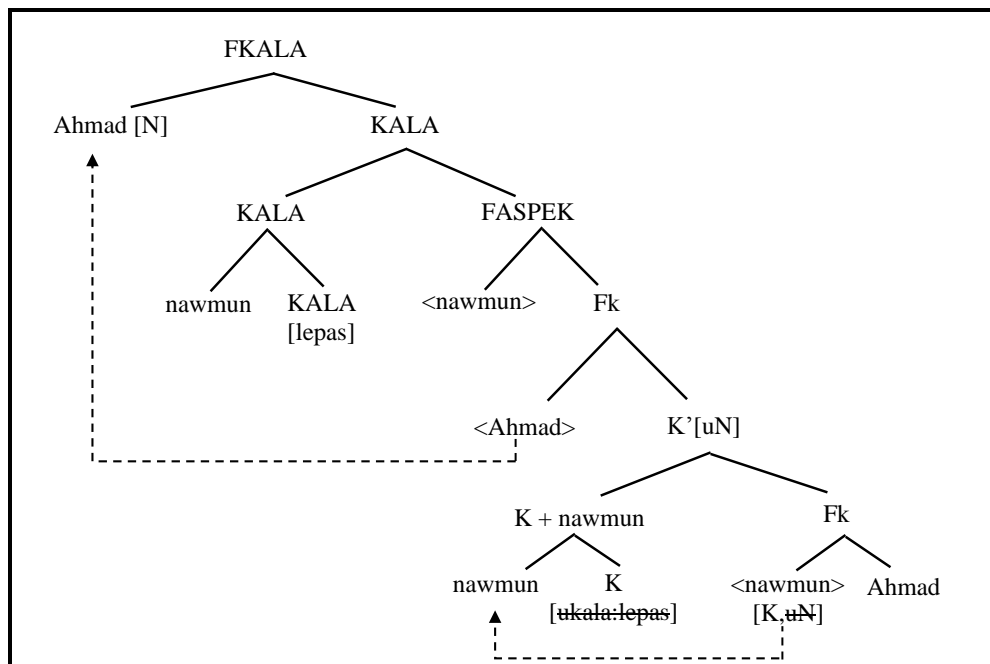 FKALA
Ahmad [N] KALA
KALA FASPEK
nawmun KALA <nawmun> Fk
[lepas]
<Ahmad> K’[uN]
K + nawmun Fk
nawmun K <nawmun> Ahmad
[ukala:lepas] [K,uN]